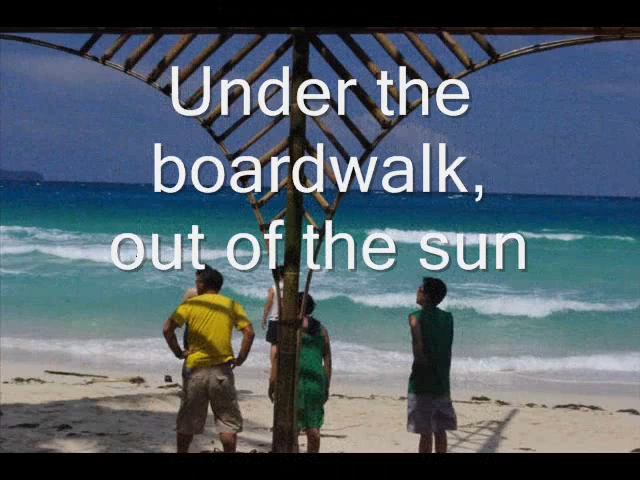 Under the
boardwalk,
out of the sun